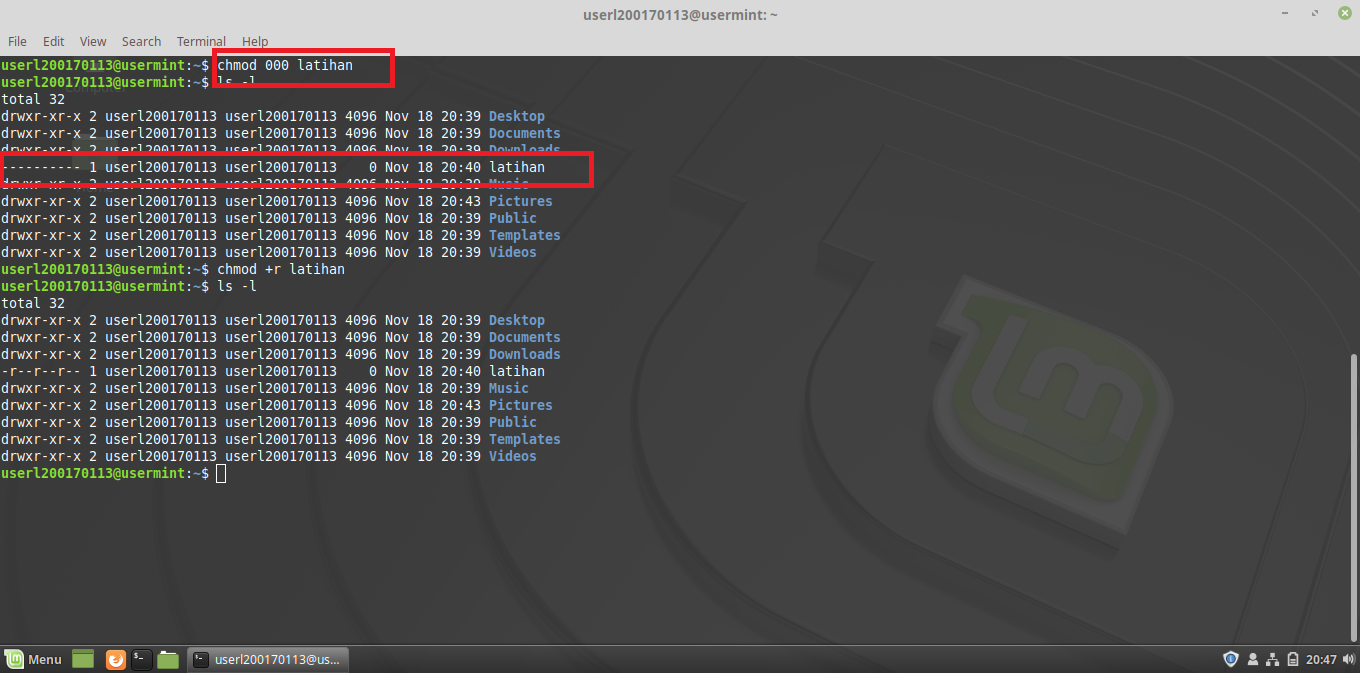 userl200170113@usermint: ~
File Edit View Search Terminal Help
userl200170113@usermint:~$ chmod 000 latihan
userl200170113@usermint:~$ ls -l
total 32
drwxr-xr-x 2 userl200170113 userl200170113 4096 Nov 18 20:39 Desktop
drwxr-xr-x 2 userl200170113 userl200170113 4096 Nov 18 20:39 Documents
drwxr-xr-x 2 userl200170113 userl200170113 4096 Nov 18 20:39 Downloads
---------- 1 userl200170113 userl200170113    0 Nov 18 20:40 latihan
drwxr-xr-x 2 userl200170113 userl200170113 4096 Nov 18 20:39 Music
drwxr-xr-x 2 userl200170113 userl200170113 4096 Nov 18 20:43 Pictures
drwxr-xr-x 2 userl200170113 userl200170113 4096 Nov 18 20:39 Public
drwxr-xr-x 2 userl200170113 userl200170113 4096 Nov 18 20:39 Templates
drwxr-xr-x 2 userl200170113 userl200170113 4096 Nov 18 20:39 Videos
userl200170113@usermint:~$ chmod +r latihan
userl200170113@usermint:~$ ls -l
total 32
drwxr-xr-x 2 userl200170113 userl200170113 4096 Nov 18 20:39 Desktop
drwxr-xr-x 2 userl200170113 userl200170113 4096 Nov 18 20:39 Documents
drwxr-xr-x 2 userl200170113 userl200170113 4096 Nov 18 20:39 Downloads
-r--r--r-- 1 userl200170113 userl200170113    0 Nov 18 20:40 latihan
drwxr-xr-x 2 userl200170113 userl200170113 4096 Nov 18 20:39 Music
drwxr-xr-x 2 userl200170113 userl200170113 4096 Nov 18 20:43 Pictures
drwxr-xr-x 2 userl200170113 userl200170113 4096 Nov 18 20:39 Public
drwxr-xr-x 2 userl200170113 userl200170113 4096 Nov 18 20:39 Templates
drwxr-xr-x 2 userl200170113 userl200170113 4096 Nov 18 20:39 Videos
userl200170113@usermint:~$
Menu userl200170113@us... 20:47